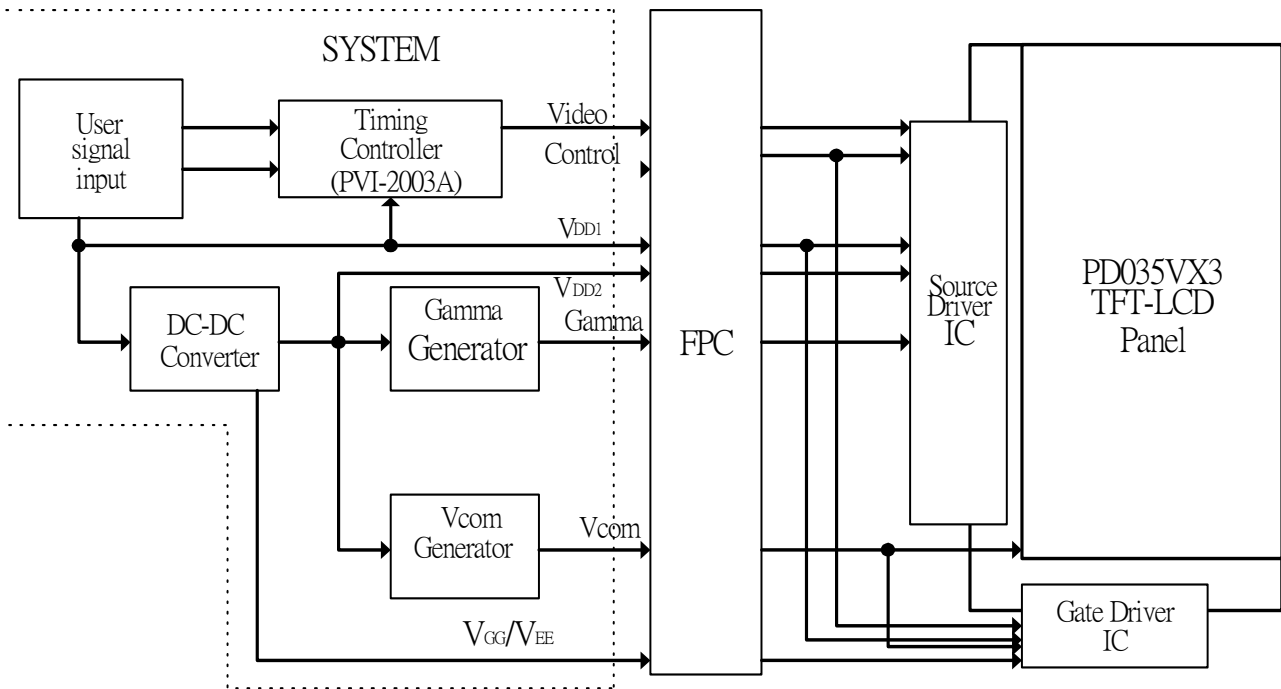 SYSTEM
User
signal
input
Timing
Controller
(PVI-2003A)
Video
Control
VDD1
VDD2
DC-DC
Converter
Gamma
Generator
Gamma
Vcom
Generator
Vcom
VGG/VEE
FPC
Source
Driver
IC
PD035VX3
TFT-LCD
Panel
Gate Driver
IC